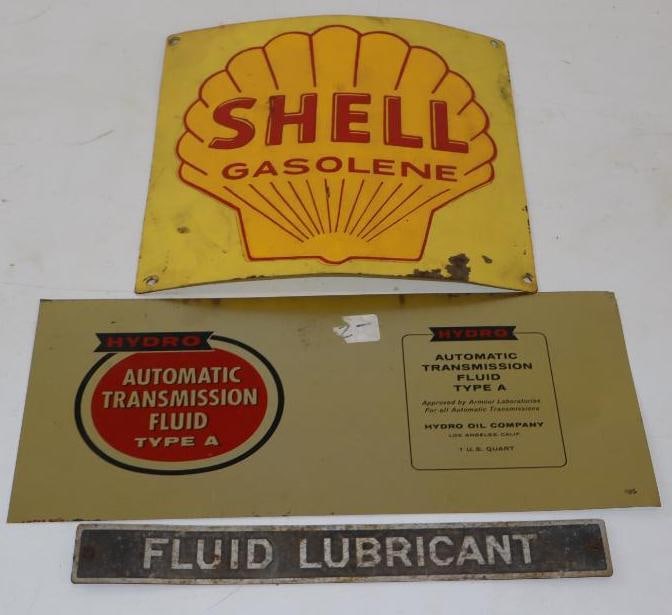 SHELL
GASOLENE
HYDRO
AUTOMATIC
TRANSMISSION
FLUID
TYPE A
HYDRO
AUTOMATIC
TRANSMISSION
FLUID
TYPE A
Approved by Armour Laboratories
For all Automatic Transmissions
HYDRO OIL COMPANY
LOS ANGELES, CALIF.
1 U.S. QUART
FLUID LUBRICANT